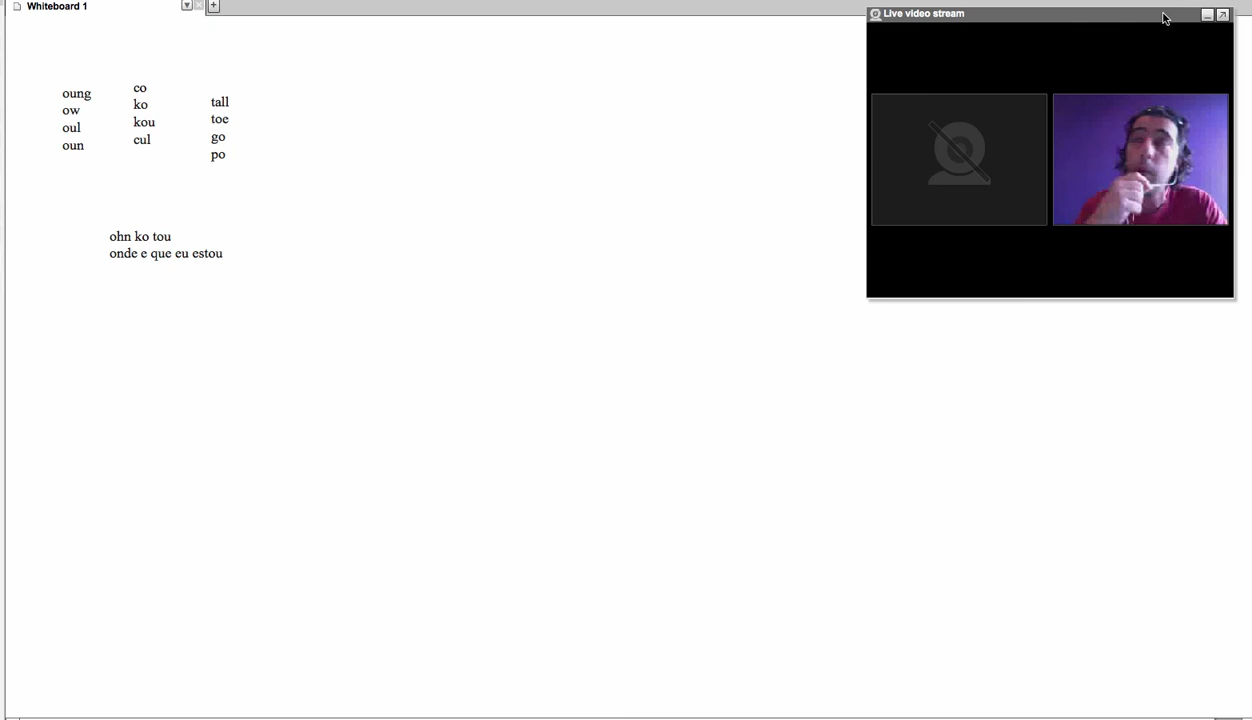 Whiteboard 1
Live video stream
oung
ow
oul
oun
co
ko
kou
cul
tall
toe
go
po
ohn ko tou
onde e que eu estou